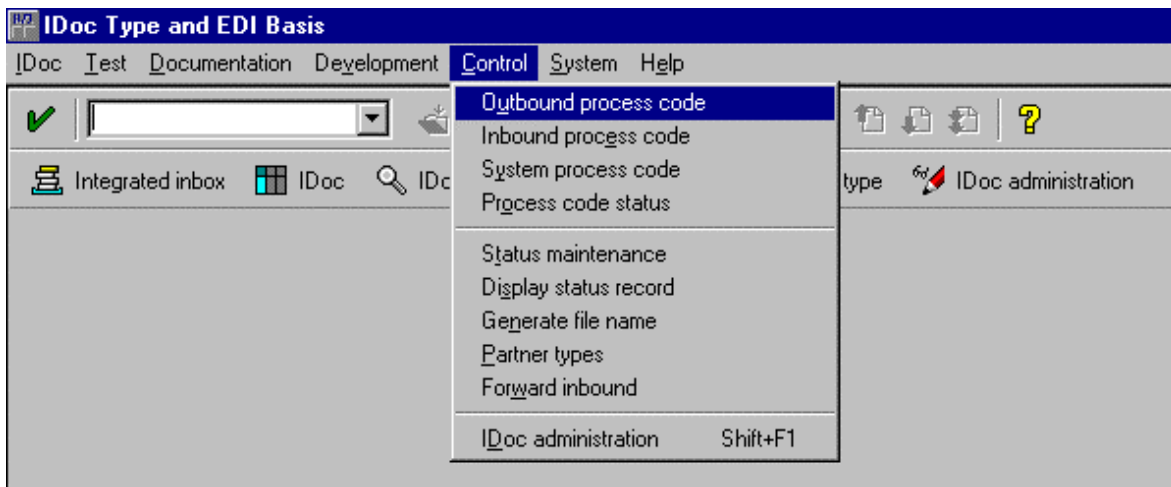 IDoc Type and EDI Basis
IDoc Test Documentation Development Control System Help
Outbound process code
Inbound process code
System process code
Process code status
Status maintenance
Display status record
Generate file name
Partner types
Forward inbound
IDoc administration Shift+F1
Integrated inbox IDoc type IDoc administration